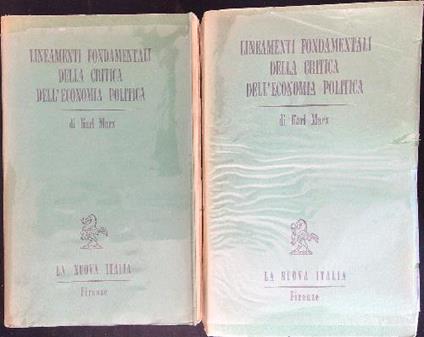 LINEAMENTI FONDAMENTALI
DELLA CRITICA
DELL'ECONOMIA POLITICA
di Karl Marx
LA NUOVA ITALIA
Firenze
LINEAMENTI FONDAMENTALI
DELLA CRITICA
DELL'ECONOMIA POLITICA
di Karl Marx
LA NUOVA ITALIA
Firenze